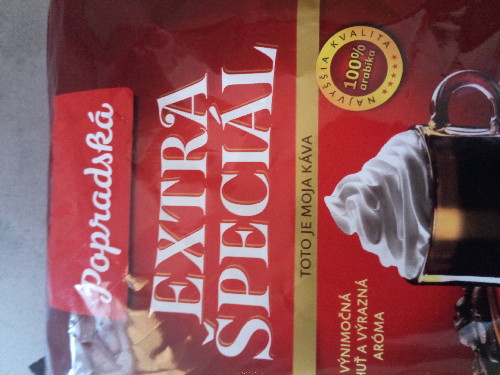 Popradská
EXTRA
ŠPECIÁL
TOTO JE MOJA KÁVA
NAJVYŠŠIA KVALITA
100%
arabika
VÝNIMOČNÁ
CHUŤ A VÝRAZNÁ
ARÓMA